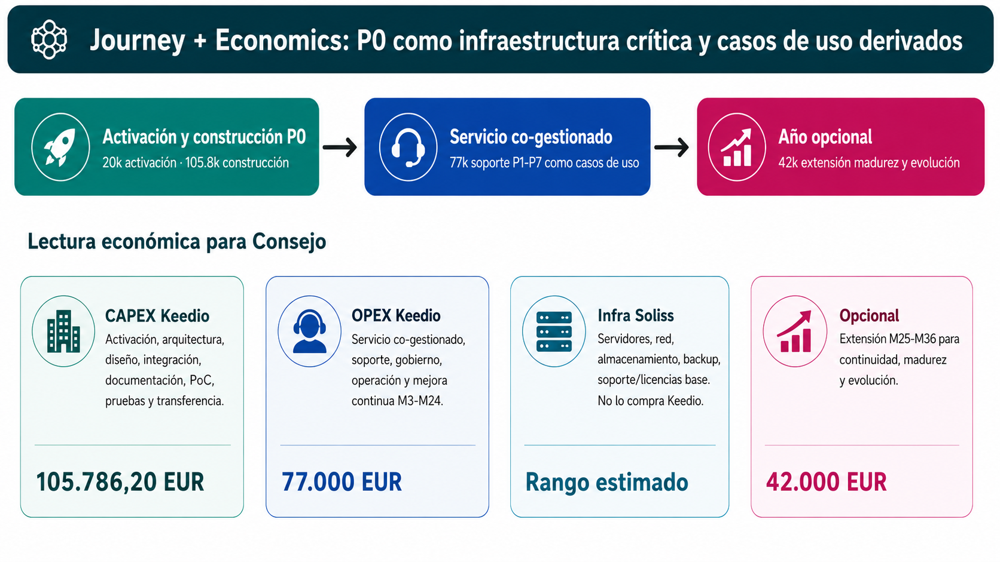 Journey + Economics: P0 como infraestructura crítica y casos de uso derivados
Activación y construcción P0
20k activación · 105.8k construcción
Servicio co-gestionado
77k soporte P1-P7 como casos de uso
Año opcional
42k extensión madurez y evolución
Lectura económica para Consejo
CAPEX Keedio
Activación, arquitectura,
diseño, integración,
documentación, PoC,
pruebas y transferencia.
105.786,20 EUR
OPEX Keedio
Servicio co-gestionado,
soporte, gobierno,
operación y mejora
continua M3-M24.
77.000 EUR
Infra Soliss
Servidores, red,
almacenamiento, backup,
soporte/licencias base.
No lo compra Keedio.
Rango estimado
Opcional
Extensión M25-M36 para
continuidad, madurez
y evolución.
42.000 EUR